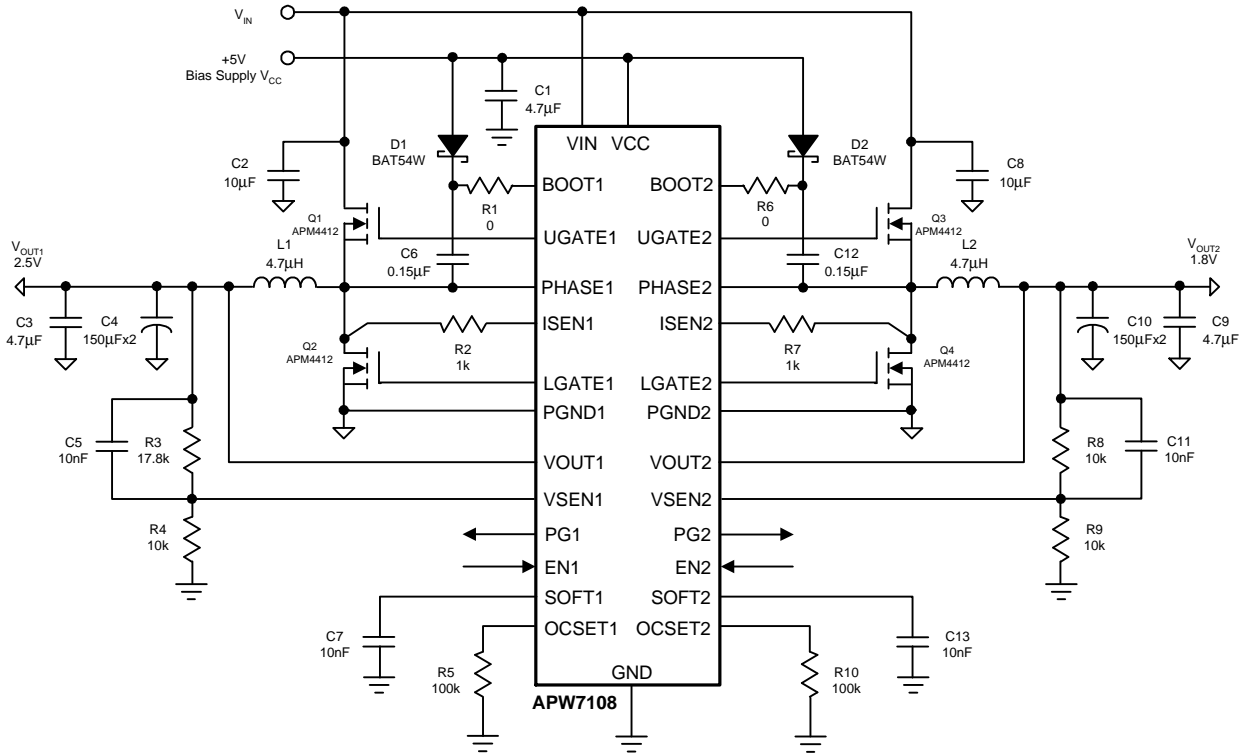 VIN
+5V
Bias Supply VCC
C1
4.7µF
D1
BAT54W
D2
BAT54W
VIN VCC
C2
10µF
C8
10µF
BOOT1
BOOT2
R1
0
R6
0
Q1
APM4412
Q3
APM4412
UGATE1
UGATE2
VOUT1
2.5V
L1
4.7µH
C6
0.15µF
C12
0.15µF
L2
4.7µH
VOUT2
1.8V
PHASE1
PHASE2
C3
4.7µF
C4
150µFx2
ISEN1
ISEN2
C10
150µFx2
C9
4.7µF
Q2
APM4412
R2
1k
R7
1k
Q4
APM4412
LGATE1
LGATE2
PGND1
PGND2
C5
10nF
R3
17.8k
R8
10k
C11
10nF
VOUT1
VOUT2
VSEN1
VSEN2
R4
10k
R9
10k
PG1
PG2
EN1
EN2
SOFT1
SOFT2
OCSET1
OCSET2
C7
10nF
C13
10nF
R5
100k
R10
100k
GND
APW7108